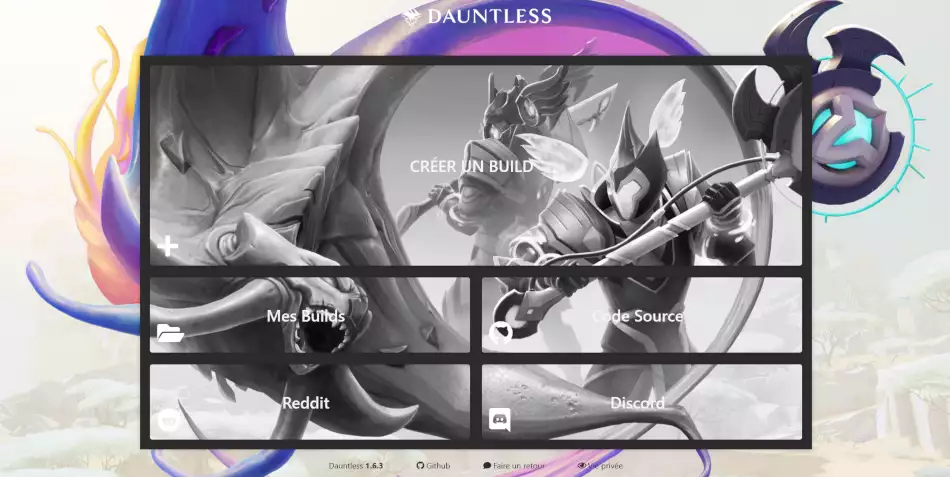 DAUNTLESS
CRÉER UN BUILD
Mes Builds
Code Source
Reddit
Discord
Dauntless 1.6.3 Github Faire un retour Vie privée